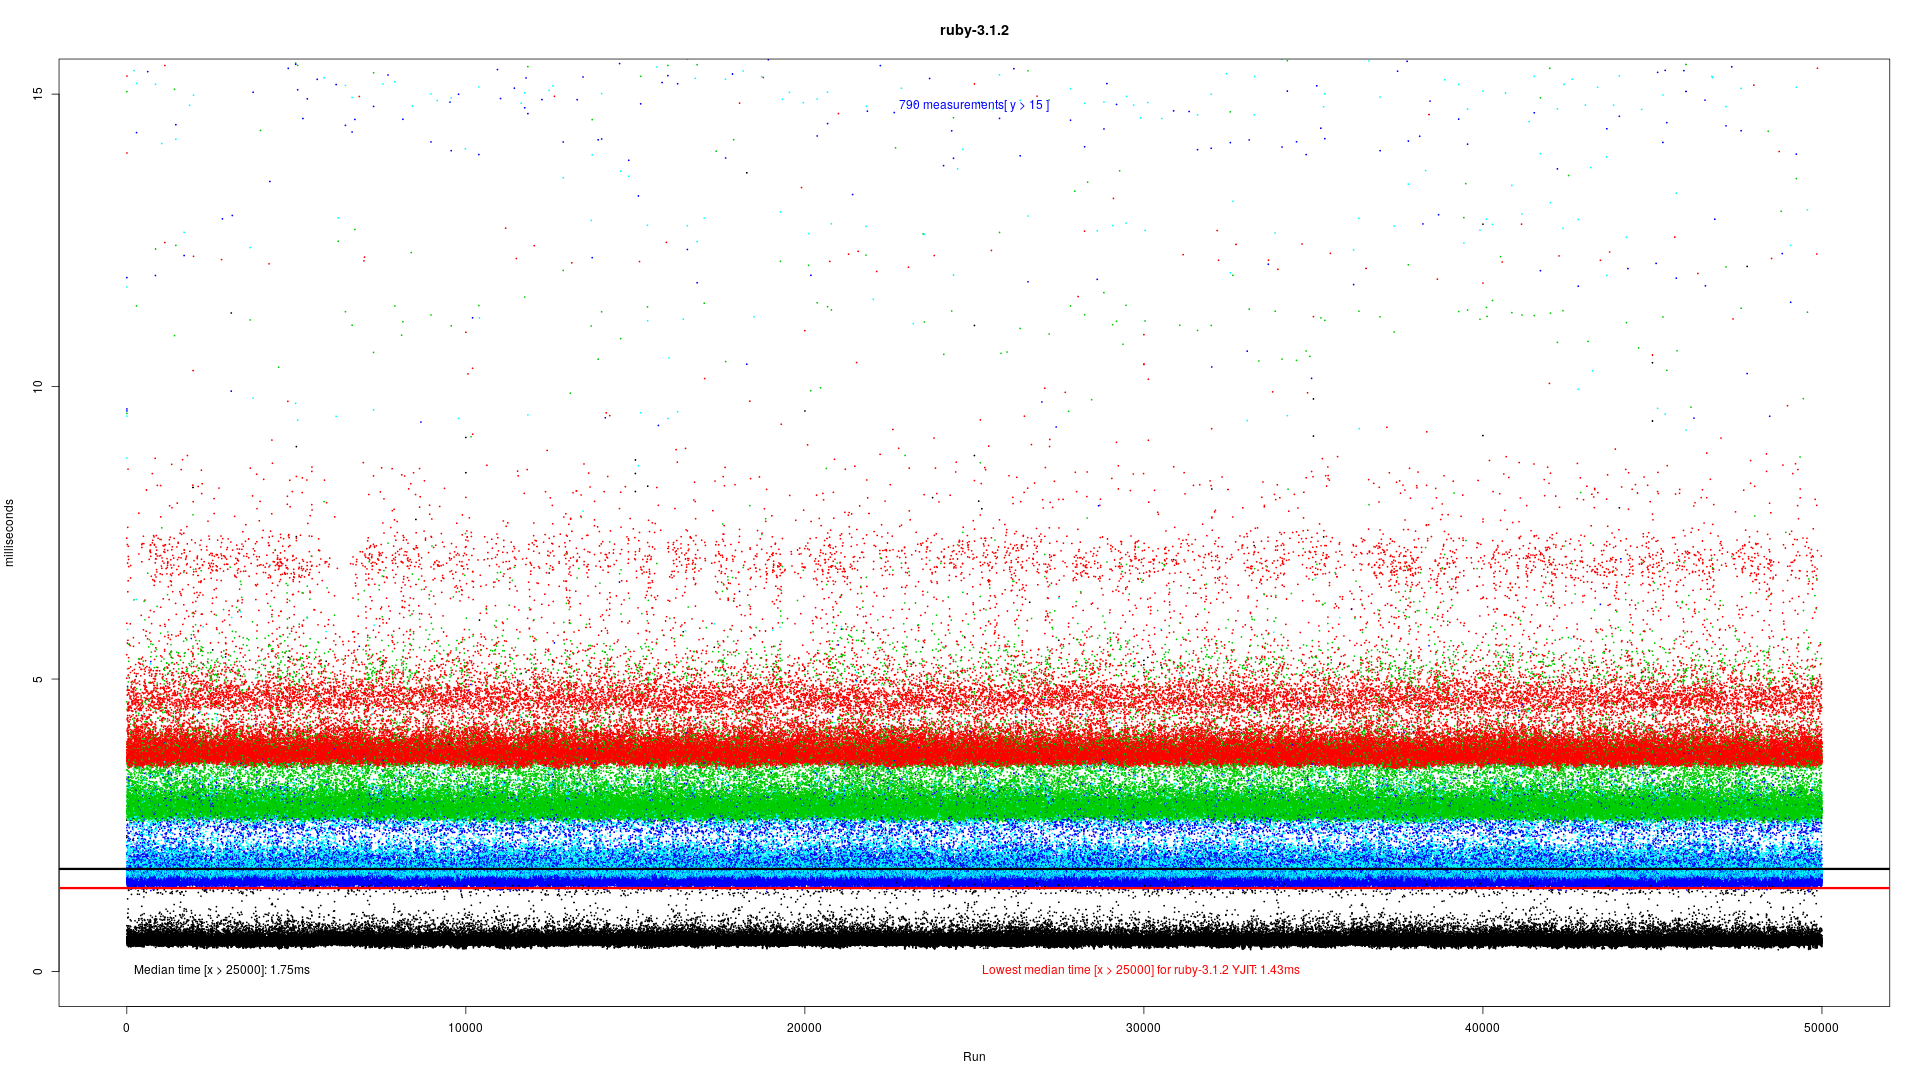 ruby-3.1.2
790 measurements[ y > 15 ]
milliseconds
15
10
5
0
Median time [x > 25000]: 1.75ms
Lowest median time [x > 25000] for ruby-3.1.2 YJIT: 1.43ms
0
10000
20000
30000
40000
50000
Run